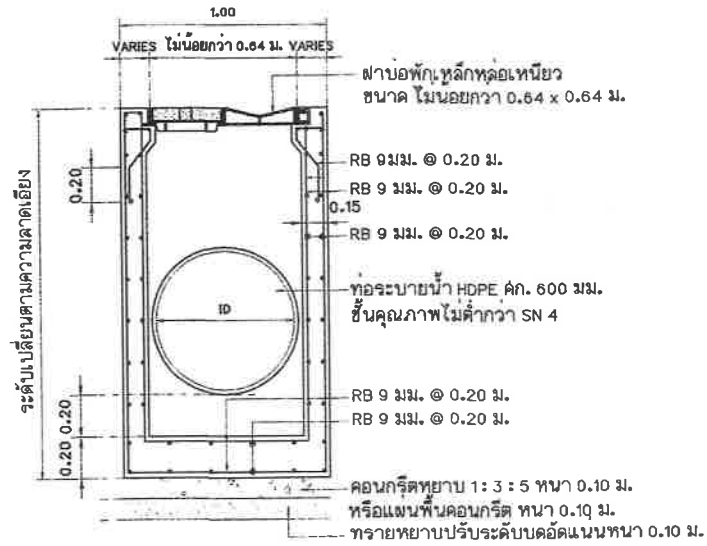 1.00
VARIES ไม่น้อยกว่า 0.64 ม. VARIES
ฝาบ่อพักเหล็กหล่อเหนียว
ขนาด ไม่น้อยกว่า 0.64 x 0.64 ม.
RB 9มม. @ 0.20 ม.
RB 9 มม. @ 0.20 ม.
0.20
0.15
RB 9 มม. @ 0.20 ม.
ระดับเปลี่ยนตามความลาดเอียง
ท่อระบายน้ำ HDPE ศก. 600 มม.
ชั้นคุณภาพไม่ต่ำกว่า SN 4
ID
RB 9 มม. @ 0.20 ม.
0.20
RB 9 มม. @ 0.20 ม.
0.20
คอนกรีตหยาบ 1: 3 : 5 หนา 0.10 ม.
หรือแผ่นพื้นคอนกรีต หนา 0.10 ม.
ทรายหยาบปรับระดับบดอัดแน่นหนา 0.10 ม.